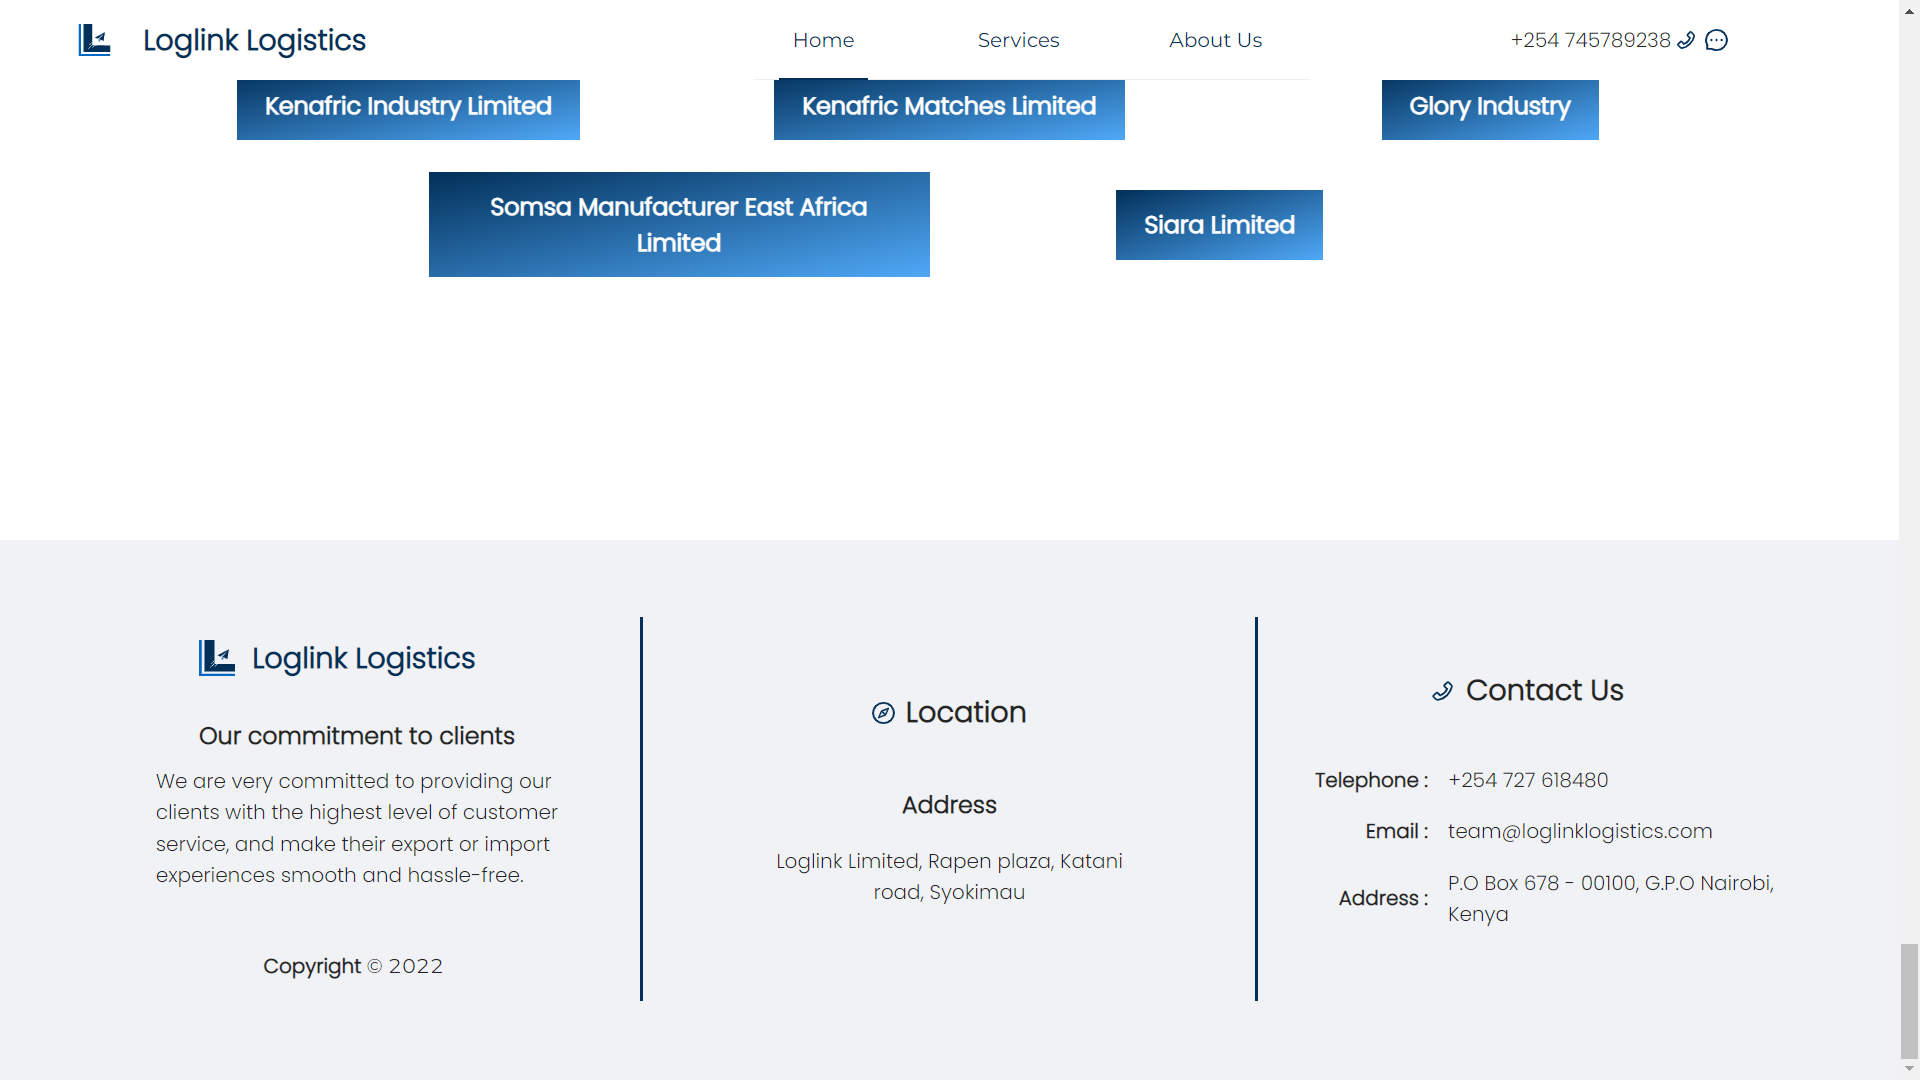 Loglink Logistics
Home
Services
About Us
+254 745789238
Kenafric Industry Limited
Kenafric Matches Limited
Glory Industry
Somsa Manufacturer East Africa
Limited
Siara Limited
Loglink Logistics
Our commitment to clients
We are very committed to providing our
clients with the highest level of customer
service, and make their export or import
experiences smooth and hassle-free.
Copyright © 2022
Location
Address
Loglink Limited, Rapen plaza, Katani
road, Syokimau
Contact Us
Telephone : +254 727 618480
Email : team@loglinklogistics.com
Address : P.O Box 678 - 00100, G.P.O Nairobi,
Kenya